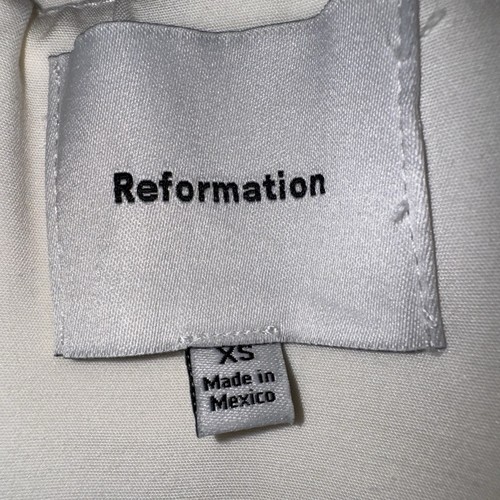 Reformation
XS
Made in
Mexico